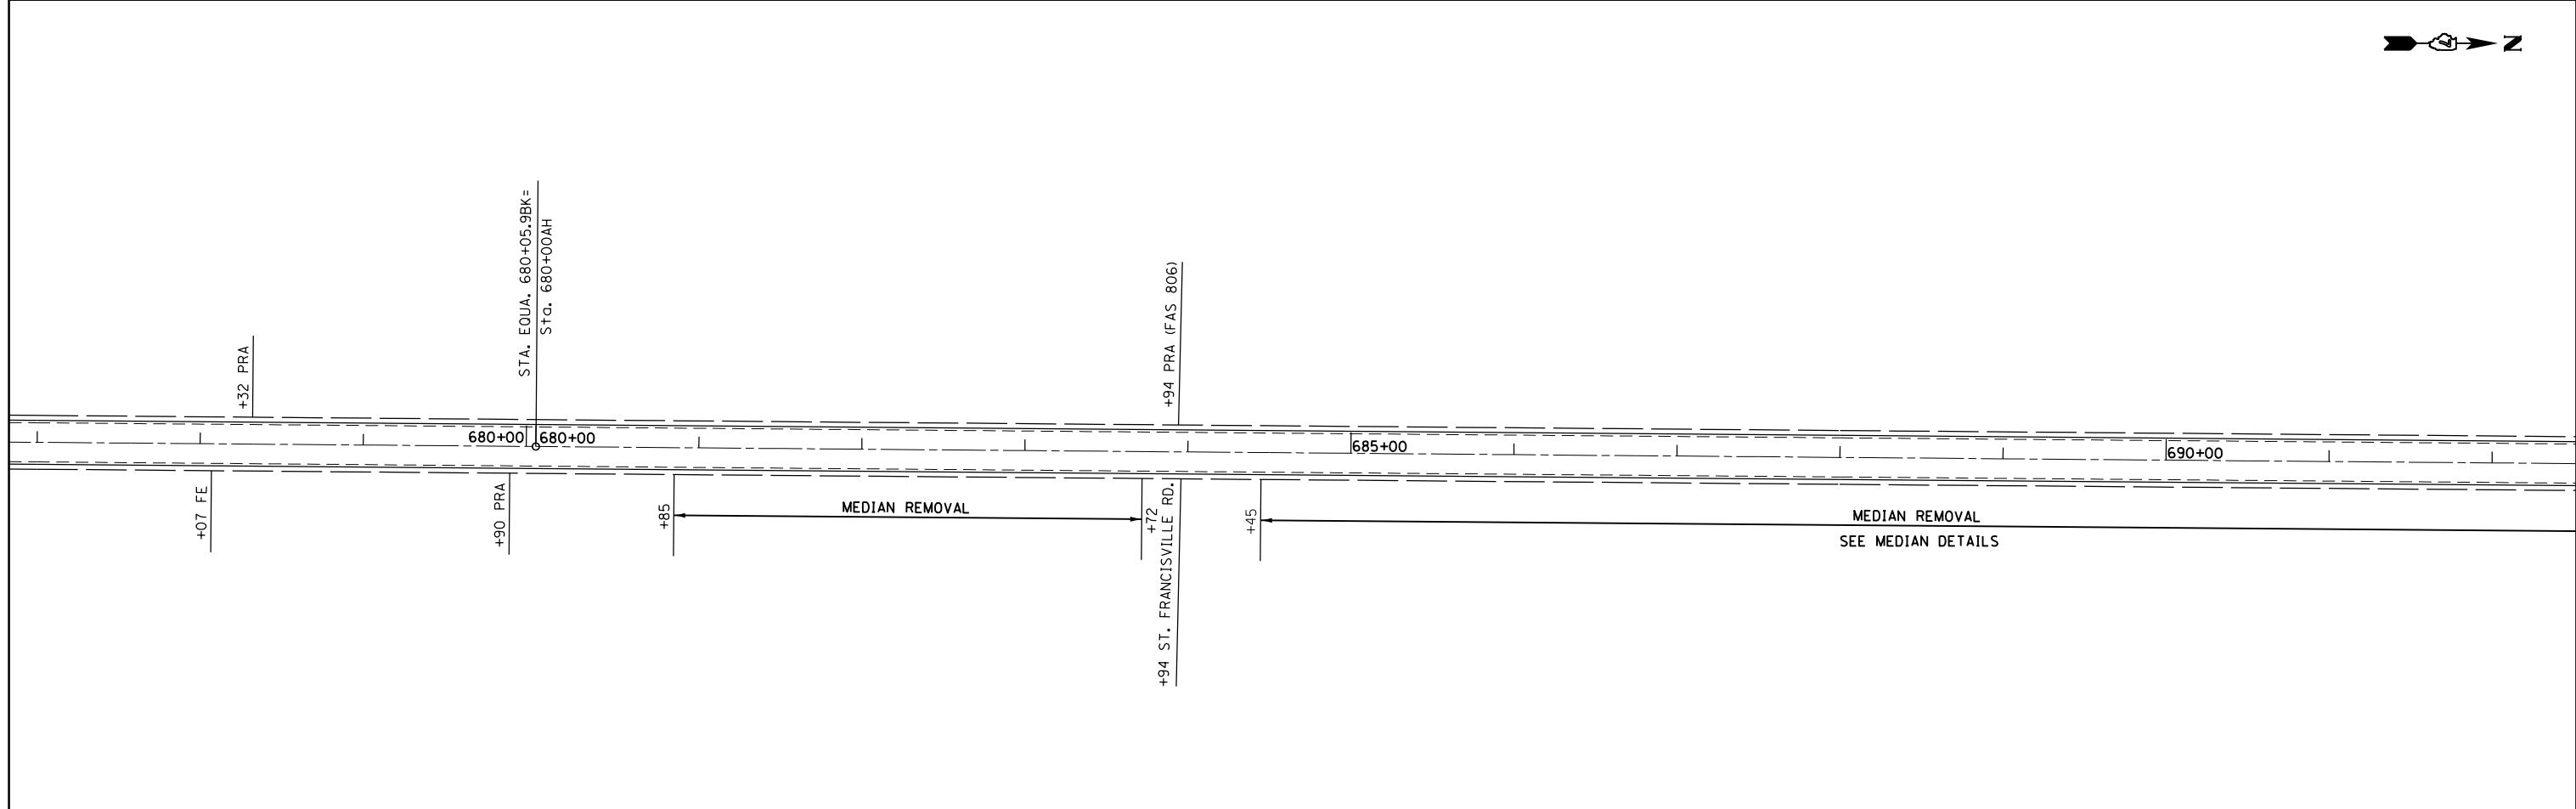 N
STA. EQUA. 680+05.9BK=
Sta. 680+00AH
+94 PRA (FAS 806)
+32 PRA
680+00
680+00
685+00
690+00
+07 FE
+90 PRA
+85
MEDIAN REMOVAL
+72
+94 ST. FRANCISVILLE RD.
+45
MEDIAN REMOVAL
SEE MEDIAN DETAILS